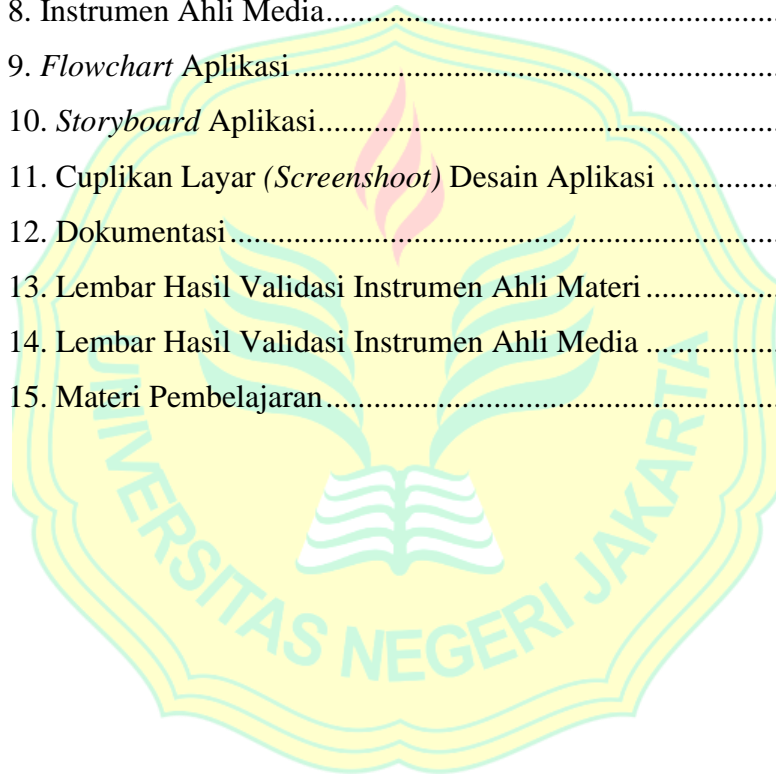 8. Instrumen Ahli Media.......................................................
9. Flowchart Aplikasi...........................................................
10. Storyboard Aplikasi........................................................
11. Cuplikan Layar (Screenshoot) Desain Aplikasi ..............
12. Dokumentasi...................................................................
13. Lembar Hasil Validasi Instrumen Ahli Materi ................
14. Lembar Hasil Validasi Instrumen Ahli Media ................
15. Materi Pembelajaran.......................................................
UNIVERSITAS NEGERI JAKARTA